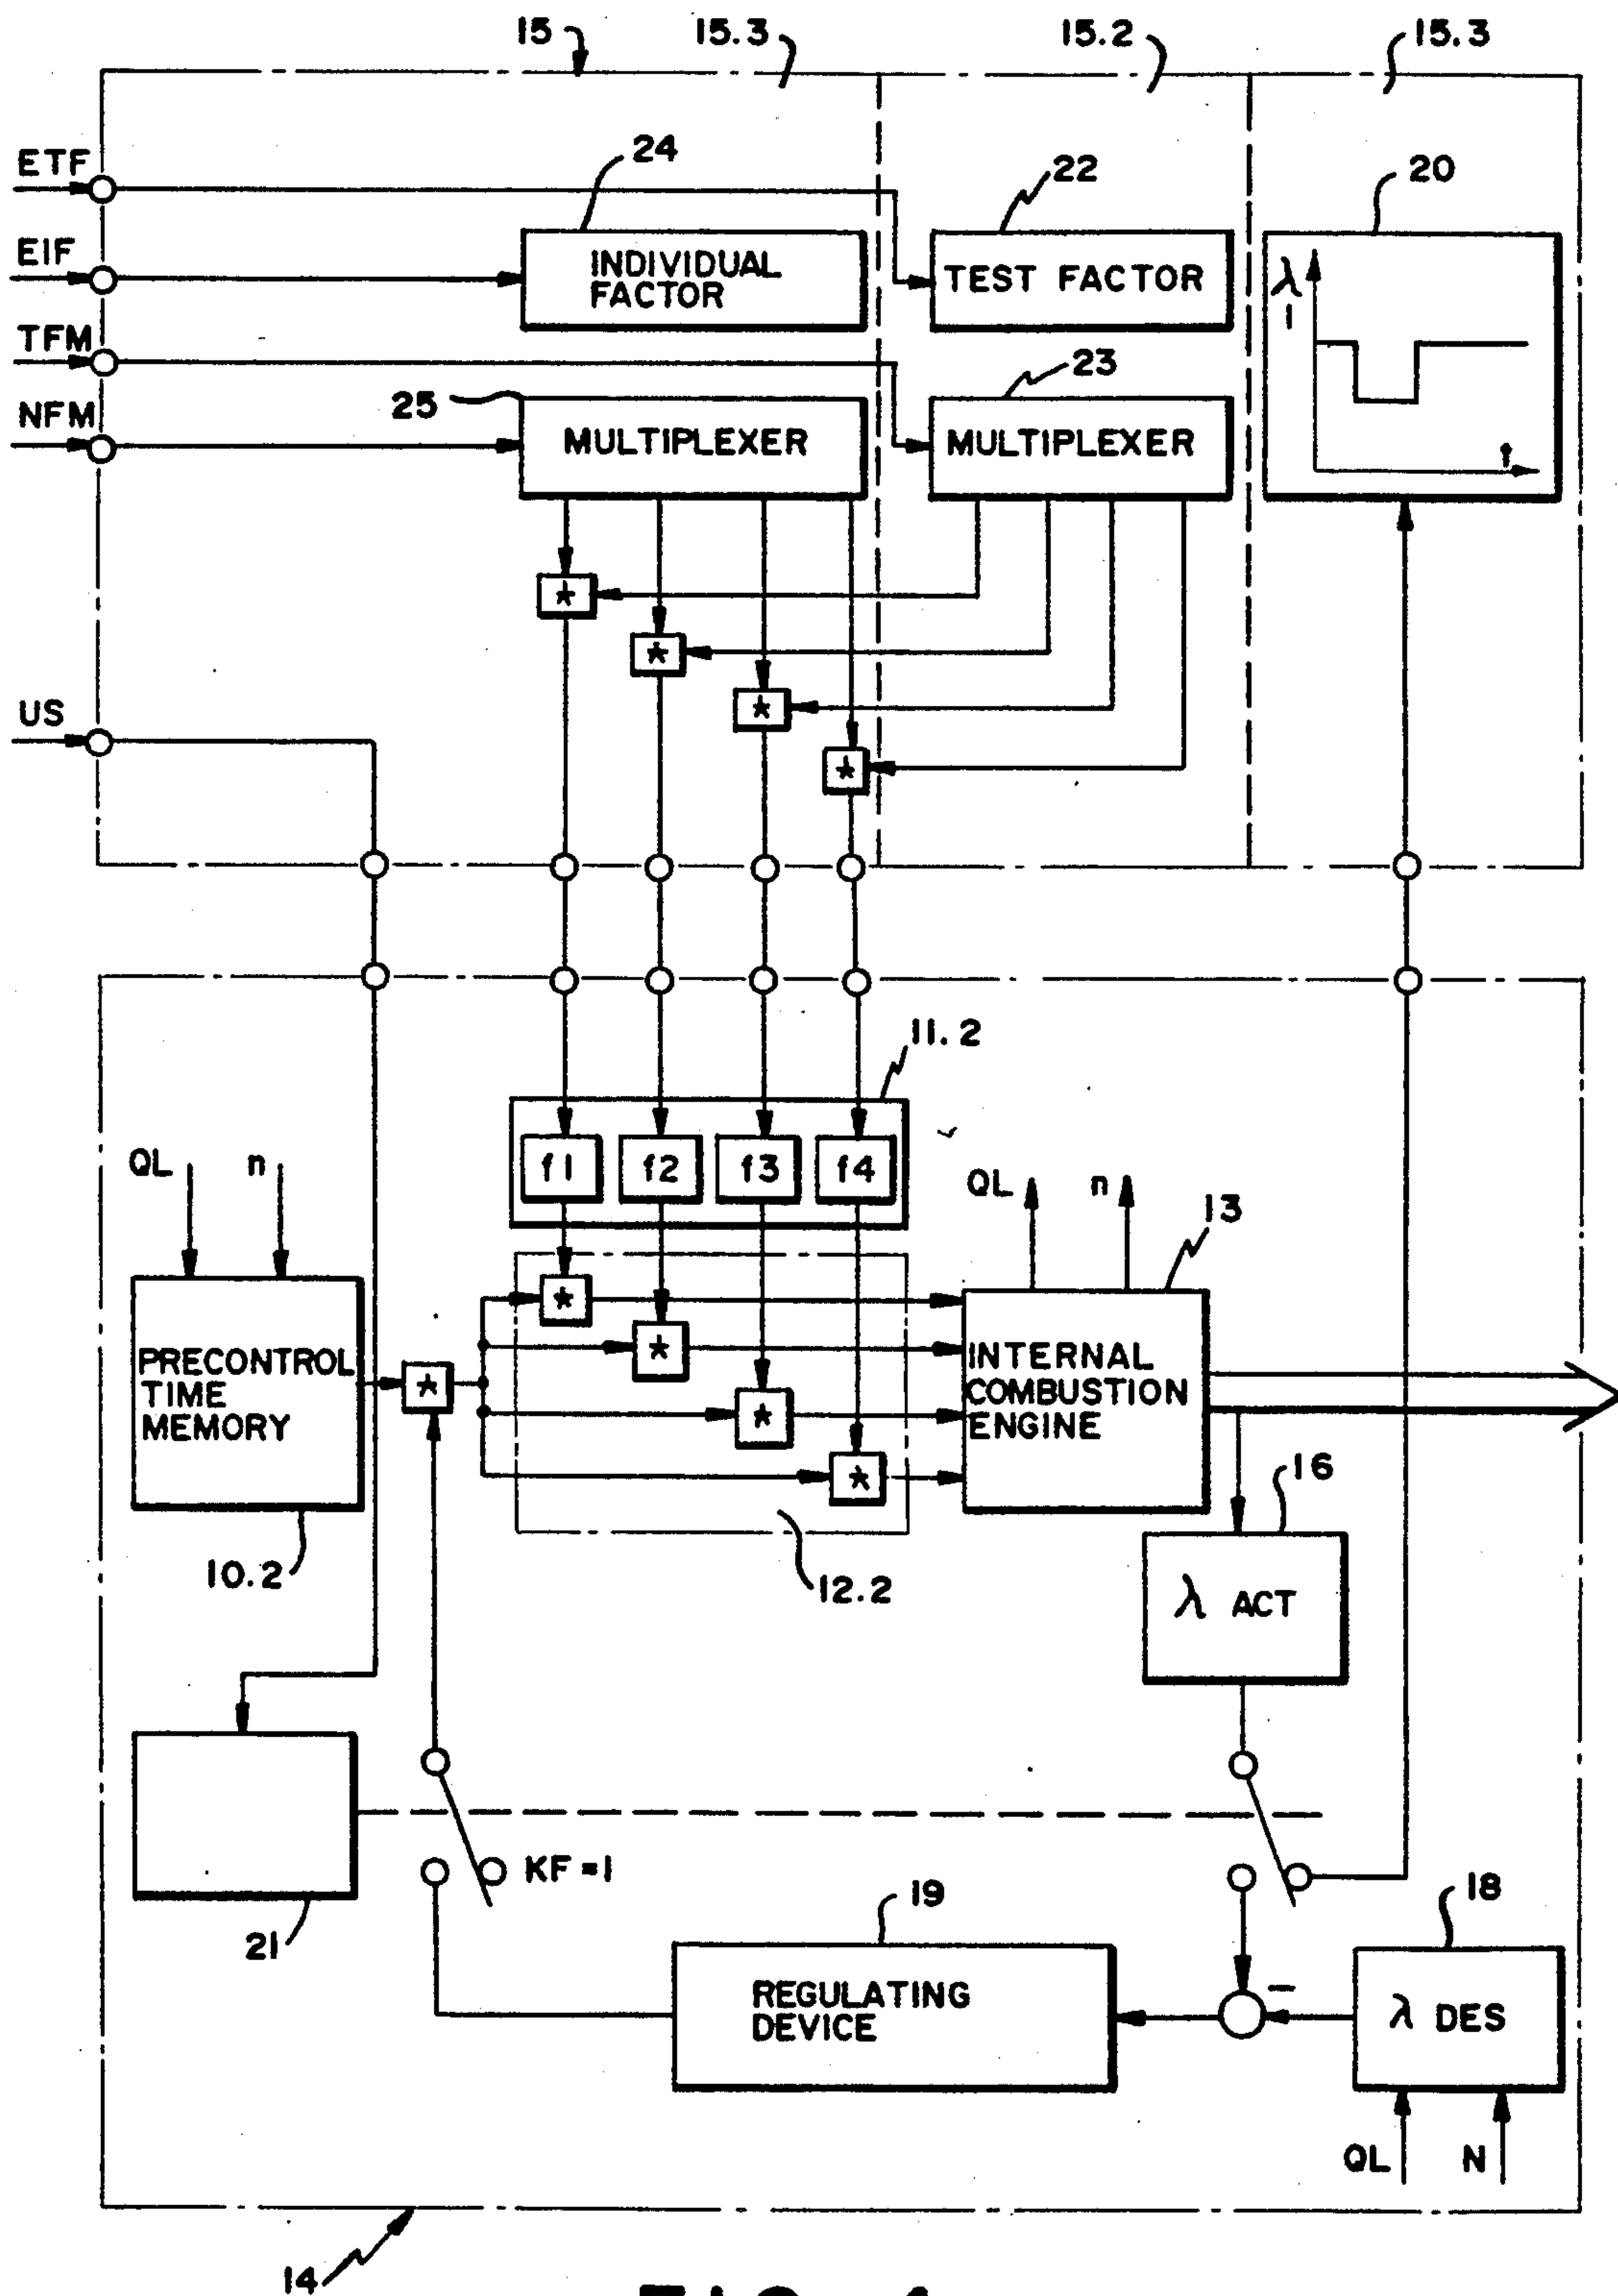 15
15.3
15.2
15.3
ETF
24
22
20
EIF
INDIVIDUAL
FACTOR
TEST FACTOR
λ
TFM
23
25
NFM
MULTIPLEXER
MULTIPLEXER
t
*
*
*
*
US
11.2
QL
n
f1
f2
f3
f4
QL
n
13
*
*
*
*
*
PRECONTROL
TIME
MEMORY
INTERNAL
COMBUSTION
ENGINE
16
10.2
12.2
λ ACT
KF=1
21
19
18
REGULATING
DEVICE
–
λ DES
QL
N
14